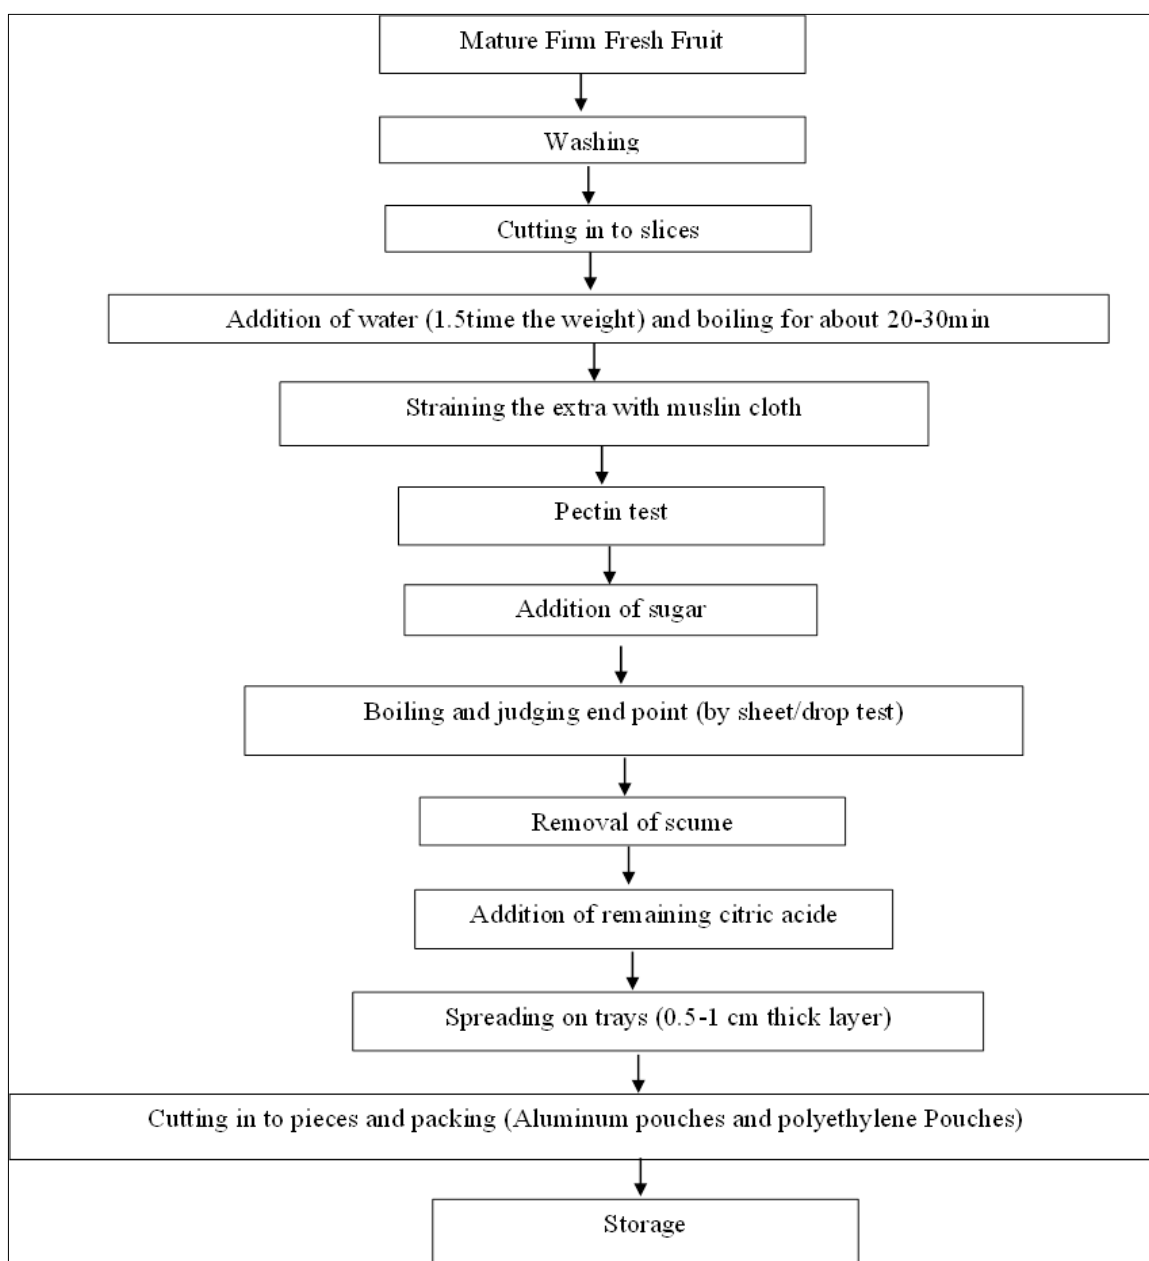 Mature Firm Fresh Fruit
Washing
Cutting in to slices
Addition of water (1.5time the weight) and boiling for about 20-30min
Straining the extra with muslin cloth
Pectin test
Addition of sugar
Boiling and judging end point (by sheet/drop test)
Removal of scume
Addition of remaining citric acide
Spreading on trays (0.5-1 cm thick layer)
Cutting in to pieces and packing (Aluminum pouches and polyethylene Pouches)
Storage